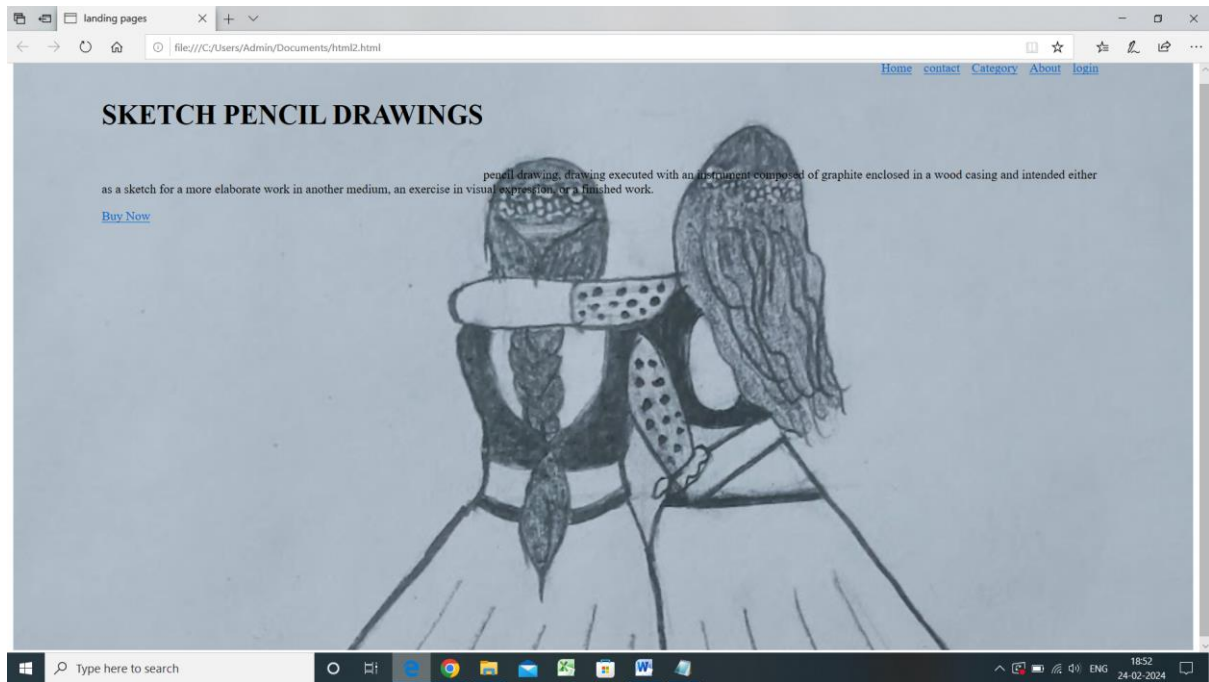 landing pages
file:///C:/Users/Admin/Documents/html2.html
Home contact Category About login
SKETCH PENCIL DRAWINGS
pencil drawing, drawing executed with an instrument composed of graphite enclosed in a wood casing and intended either
as a sketch for a more elaborate work in another medium, an exercise in visual expression, or a finished work.
Buy Now
Type here to search
ENG
18:52
24-02-2024